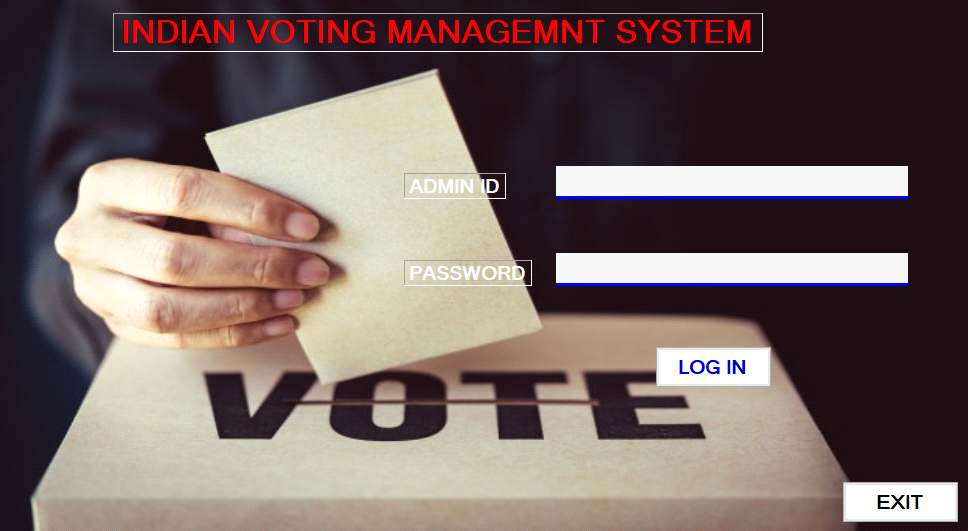 INDIAN VOTING MANAGEMNT SYSTEM
ADMIN ID
PASSWORD
LOG IN
VOTE
EXIT